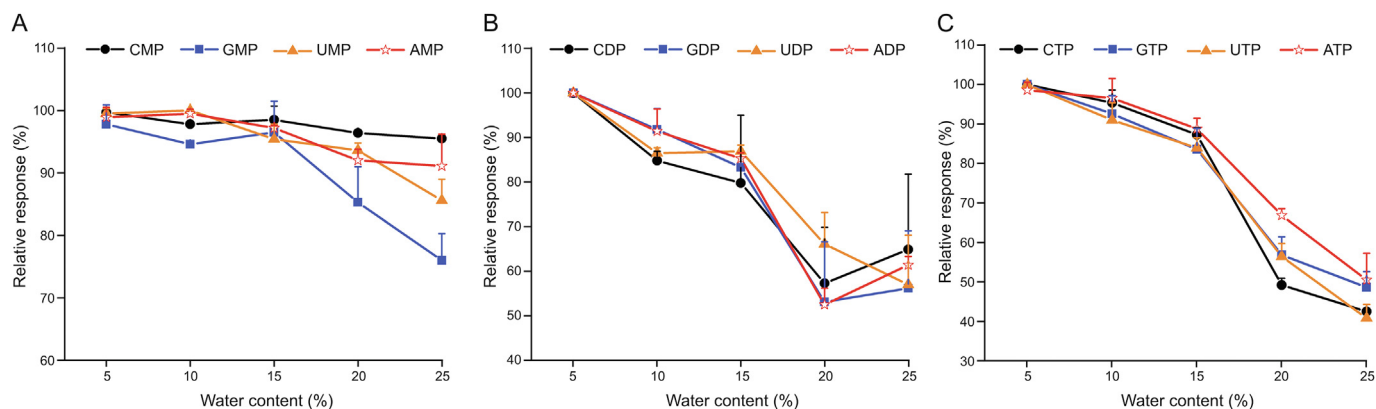 A
CMP GMP UMP AMP
110
100
90
80
70
60
Relative response (%)
5 10 15 20 25
Water content (%)
B
CDP GDP UDP ADP
110
100
90
80
70
60
50
40
Relative response (%)
5 10 15 20 25
Water content (%)
C
CTP GTP UTP ATP
110
100
90
80
70
60
50
40
30
Relative response (%)
5 10 15 20 25
Water content (%)